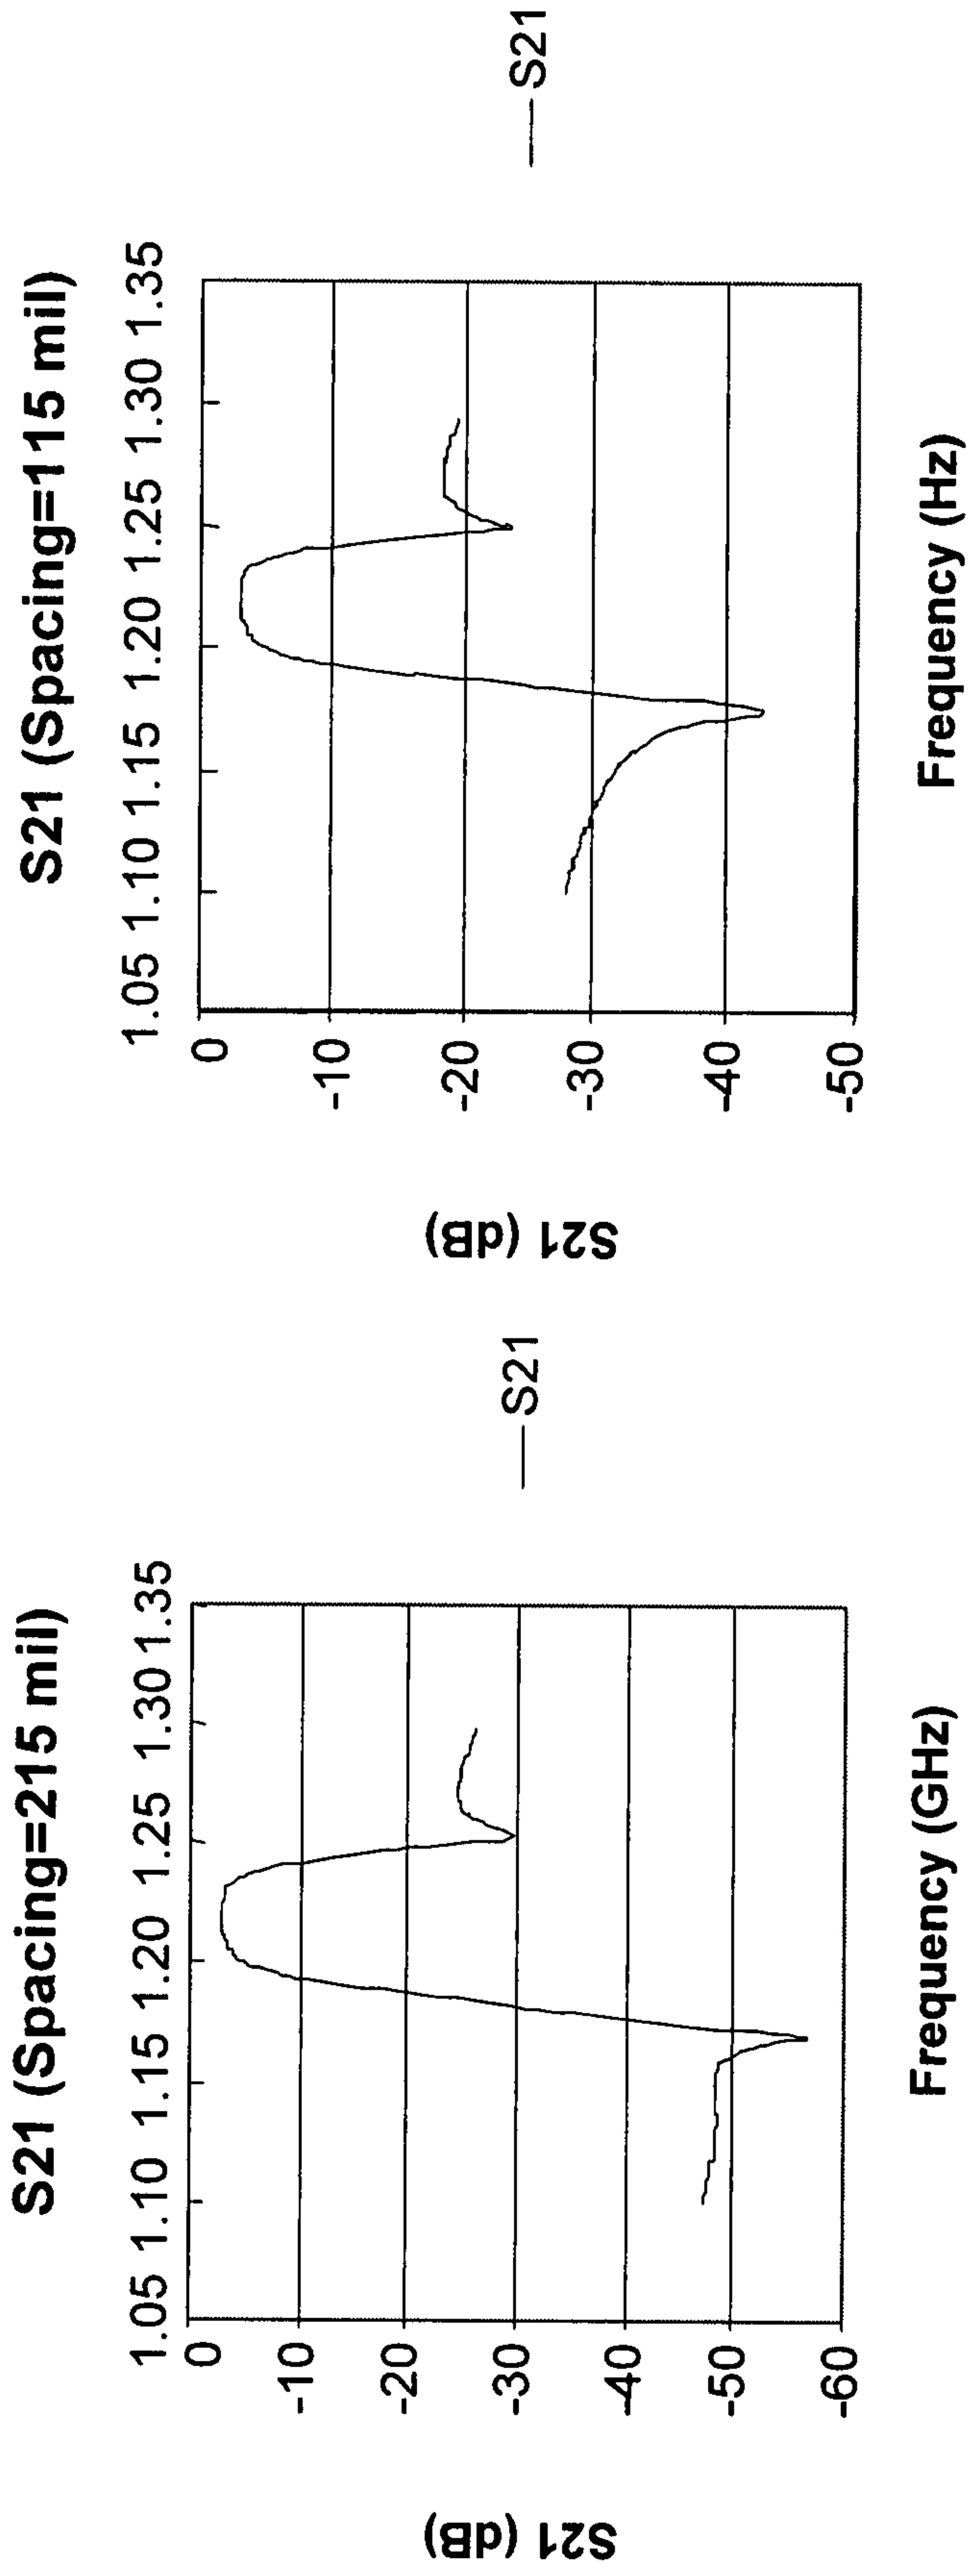 S21 (Spacing=215 mil)
1.05 1.10 1.15 1.20 1.25 1.30 1.35
0
-10
-20
-30
-40
-50
-60
S21 (dB)
S21
Frequency (GHz)
S21 (Spacing=115 mil)
1.05 1.10 1.15 1.20 1.25 1.30 1.35
0
-10
-20
-30
-40
-50
S21 (dB)
S21
Frequency (Hz)